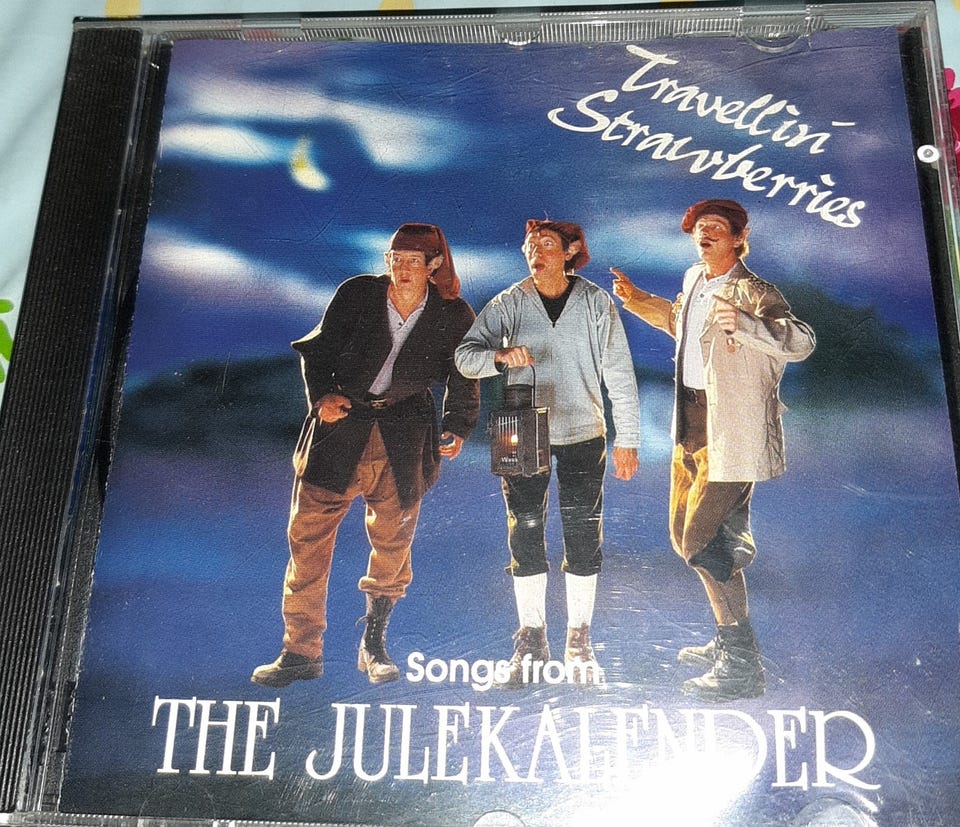 Travellin'
Strawberries
Songs from
THE JULEKALENDER